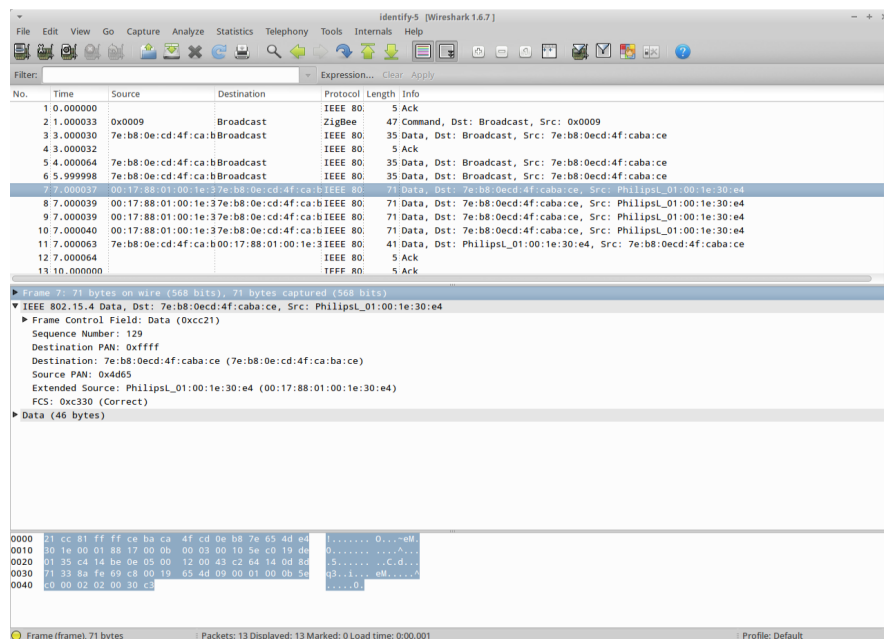 identify-5 [Wireshark 1.6.7 ]
File Edit View Go Capture Analyze Statistics Telephony Tools Internals Help
Filter: Expression... Clear Apply
No. Time Source Destination Protocol Length Info
1 0.000000 IEEE 80. 5 Ack
2 1.000033 0x0009 Broadcast ZigBee 47 Command, Dst: Broadcast, Src: 0x0009
3 3.000030 7e:b8:0e:cd:4f:ca:b Broadcast IEEE 80. 35 Data, Dst: Broadcast, Src: 7e:b8:0ecd:4f:caba:ce
4 3.000032 IEEE 80. 5 Ack
5 4.000064 7e:b8:0e:cd:4f:ca:b Broadcast IEEE 80. 35 Data, Dst: Broadcast, Src: 7e:b8:0ecd:4f:caba:ce
6 5.999998 7e:b8:0e:cd:4f:ca:b Broadcast IEEE 80. 35 Data, Dst: Broadcast, Src: 7e:b8:0ecd:4f:caba:ce
7 7.000037 00:17:88:01:00:1e:3 7e:b8:0e:cd:4f:ca:b IEEE 80. 71 Data, Dst: 7e:b8:0ecd:4f:caba:ce, Src: PhilipsL_01:00:1e:30:e4
8 7.000039 00:17:88:01:00:1e:3 7e:b8:0e:cd:4f:ca:b IEEE 80. 71 Data, Dst: 7e:b8:0ecd:4f:caba:ce, Src: PhilipsL_01:00:1e:30:e4
9 7.000039 00:17:88:01:00:1e:3 7e:b8:0e:cd:4f:ca:b IEEE 80. 71 Data, Dst: 7e:b8:0ecd:4f:caba:ce, Src: PhilipsL_01:00:1e:30:e4
10 7.000040 00:17:88:01:00:1e:3 7e:b8:0e:cd:4f:ca:b IEEE 80. 71 Data, Dst: 7e:b8:0ecd:4f:caba:ce, Src: PhilipsL_01:00:1e:30:e4
11 7.000063 7e:b8:0e:cd:4f:ca:b 00:17:88:01:00:1e:3 IEEE 80. 41 Data, Dst: PhilipsL_01:00:1e:30:e4, Src: 7e:b8:0ecd:4f:caba:ce
12 7.000064 IEEE 80. 5 Ack
13 10.000000 IEEE 80. 5 Ack
Frame 7: 71 bytes on wire (568 bits), 71 bytes captured (568 bits)
IEEE 802.15.4 Data, Dst: 7e:b8:0ecd:4f:caba:ce, Src: PhilipsL_01:00:1e:30:e4
Frame Control Field: Data (0xcc21)
Sequence Number: 129
Destination PAN: 0xffff
Destination: 7e:b8:0ecd:4f:caba:ce (7e:b8:0e:cd:4f:ca:ba:ce)
Source PAN: 0x4d65
Extended Source: PhilipsL_01:00:1e:30:e4 (00:17:88:01:00:1e:30:e4)
FCS: 0xc330 (Correct)
Data (46 bytes)
0000 21 cc 81 ff ff ce ba ca 4f cd 0e b8 7e 65 4d e4 !....... O...~eM.
0010 30 1e 00 01 88 17 00 0b 00 03 00 10 5e c0 19 de 0....... ....^...
0020 01 35 c4 14 be 0e 05 00 12 00 43 c2 64 14 0d 8d .5...... ..C.d...
0030 71 33 8a fe 69 c8 00 19 65 4d 09 00 01 00 0b 5e q3..i... eM.....^
0040 c0 00 02 02 00 30 c3 .....0.
Frame (frame), 71 bytes Packets: 13 Displayed: 13 Marked: 0 Load time: 0:00.001 Profile: Default